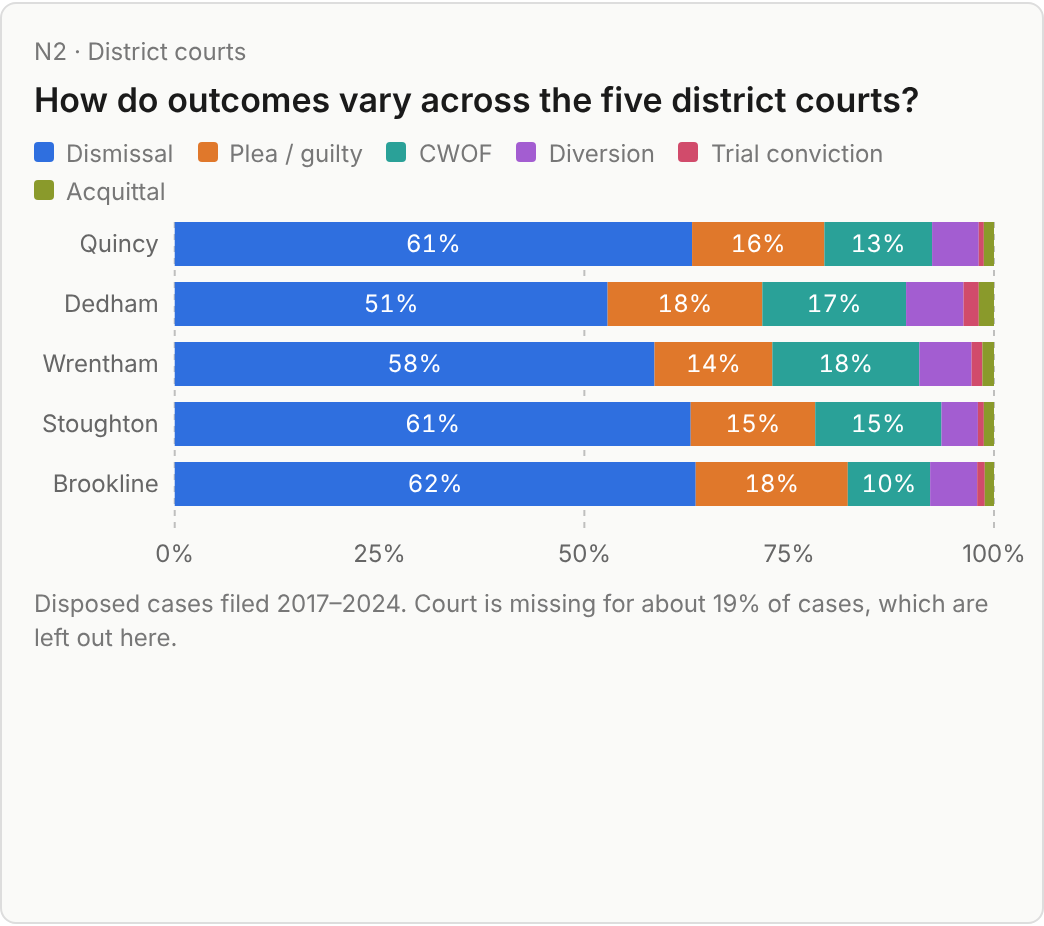 N2 · District courts
How do outcomes vary across the five district courts?
Dismissal Plea / guilty CWOF Diversion Trial conviction
Acquittal
Quincy 61% 16% 13%
Dedham 51% 18% 17%
Wrentham 58% 14% 18%
Stoughton 61% 15% 15%
Brookline 62% 18% 10%
0% 25% 50% 75% 100%
Disposed cases filed 2017–2024. Court is missing for about 19% of cases, which are
left out here.